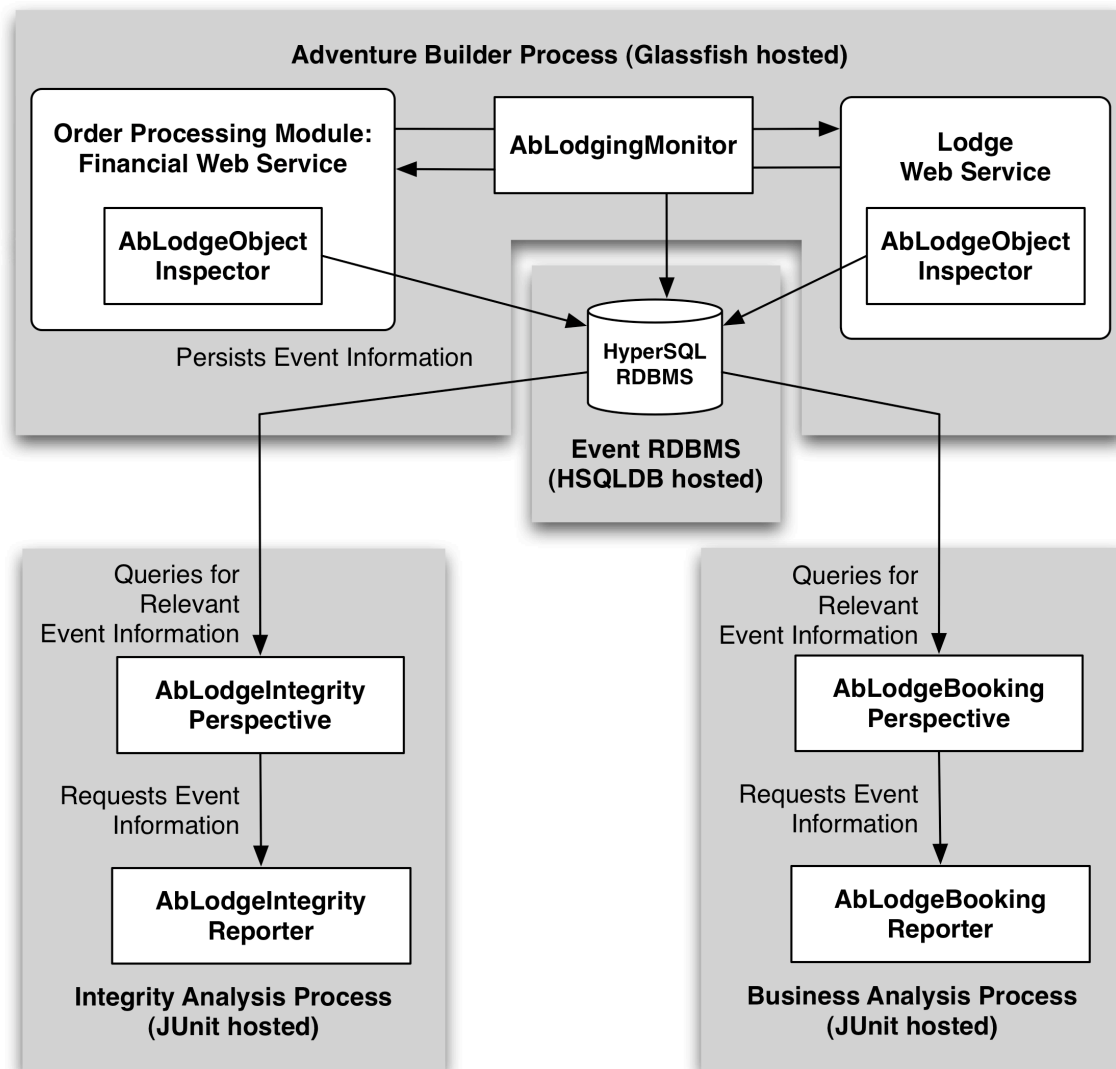 Adventure Builder Process (Glassfish hosted)
Order Processing Module:
Financial Web Service
AbLodgeObject
Inspector
AbLodgingMonitor
Lodge
Web Service
AbLodgeObject
Inspector
Persists Event Information
HyperSQL
RDBMS
Event RDBMS
(HSQLDB hosted)
Queries for
Relevant
Event Information
AbLodgeIntegrity
Perspective
Requests Event
Information
AbLodgeIntegrity
Reporter
Integrity Analysis Process
(JUnit hosted)
Queries for
Relevant
Event Information
AbLodgeBooking
Perspective
Requests Event
Information
AbLodgeBooking
Reporter
Business Analysis Process
(JUnit hosted)